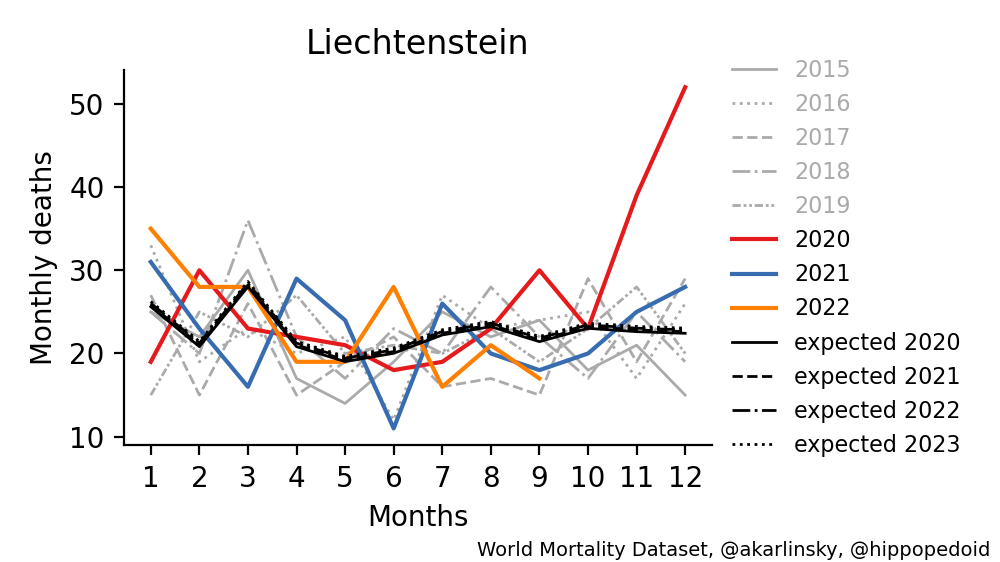 Liechtenstein
Monthly deaths
50
40
30
20
10
1 2 3 4 5 6 7 8 9 10 11 12
Months
2015
2016
2017
2018
2019
2020
2021
2022
expected 2020
expected 2021
expected 2022
expected 2023
World Mortality Dataset, @akarlinsky, @hippopedoid